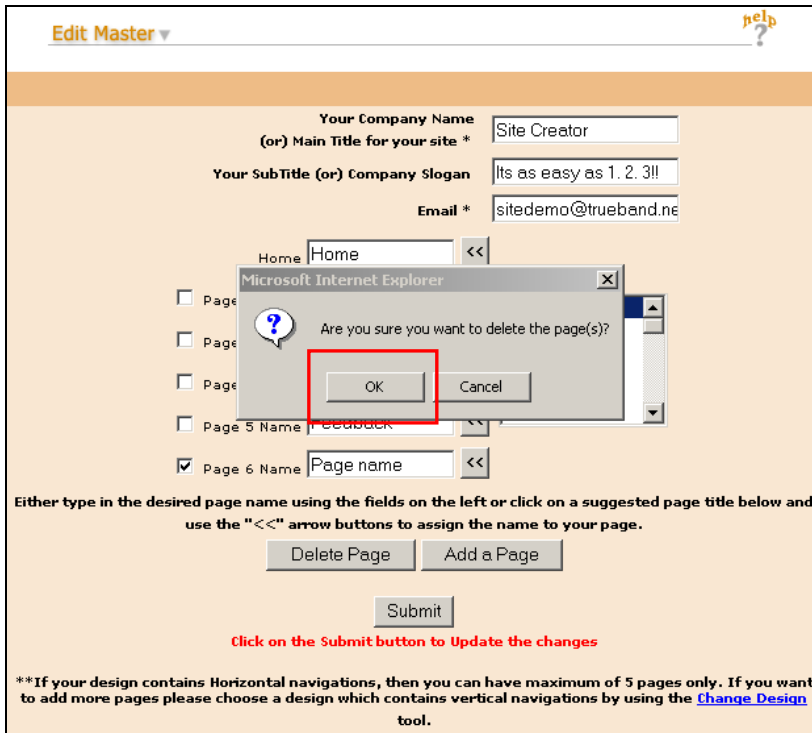 help
?
Edit Master
Your Company Name
(or) Main Title for your site *
Site Creator
Your SubTitle (or) Company Slogan
Its as easy as 1. 2. 3!!
Email *
sitedemo@trueband.ne
Home
Home
<<
Microsoft Internet Explorer
Page
?
Are you sure you want to delete the page(s)?
Page
Page
OK
Cancel
Page 5 Name
Feedback
<<
Page 6 Name
Page name
<<
Either type in the desired page name using the fields on the left or click on a suggested page title below and
use the "<<" arrow buttons to assign the name to your page.
Delete Page
Add a Page
Submit
Click on the Submit button to Update the changes
**If your design contains Horizontal navigations, then you can have maximum of 5 pages only. If you want
to add more pages please choose a design which contains vertical navigations by using the Change Design
tool.